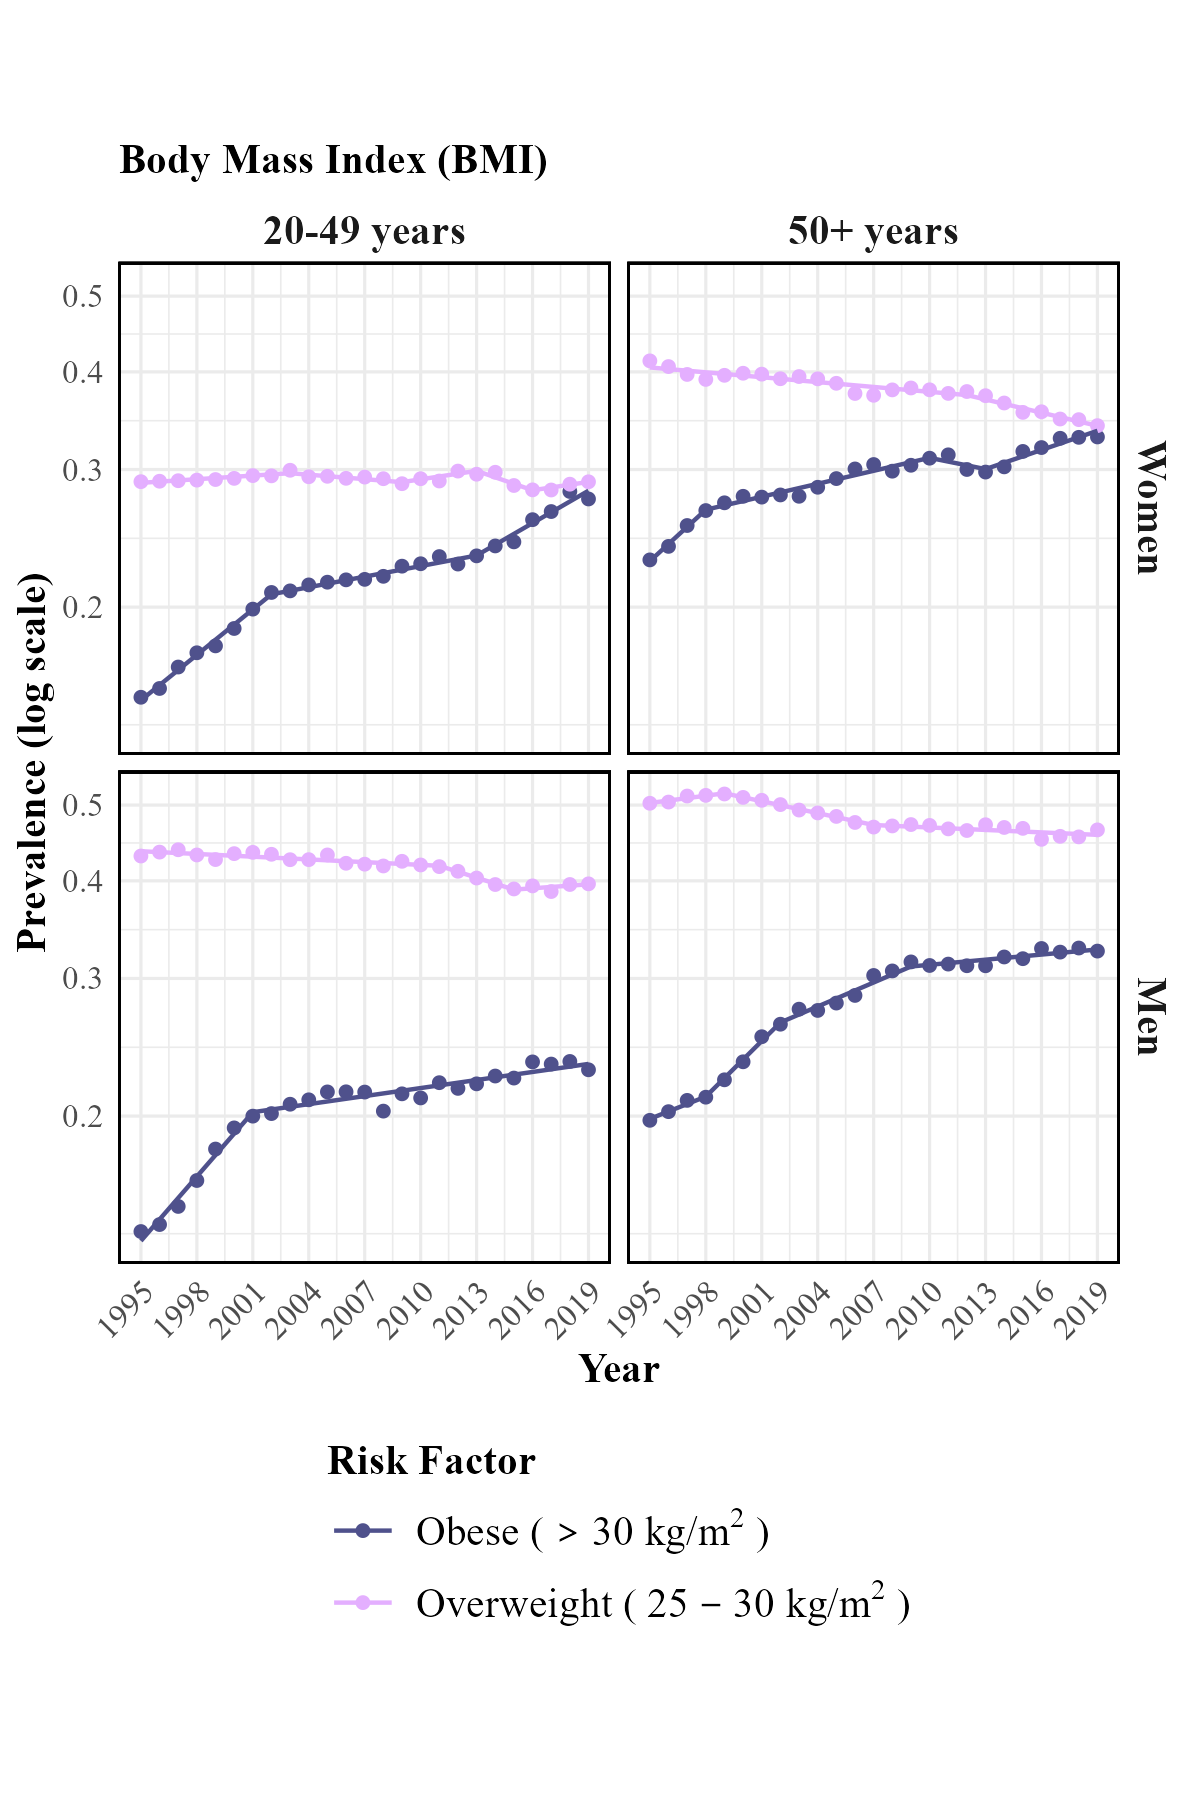 Body Mass Index (BMI)
20-49 years
50+ years
0.5
0.4
0.3
0.2
Women
Prevalence (log scale)
0.5
0.4
0.3
0.2
Men
1995 1998 2001 2004 2007 2010 2013 2016 2019
1995 1998 2001 2004 2007 2010 2013 2016 2019
Year
Risk Factor
Obese ( > 30 kg/m² )
Overweight ( 25 − 30 kg/m² )